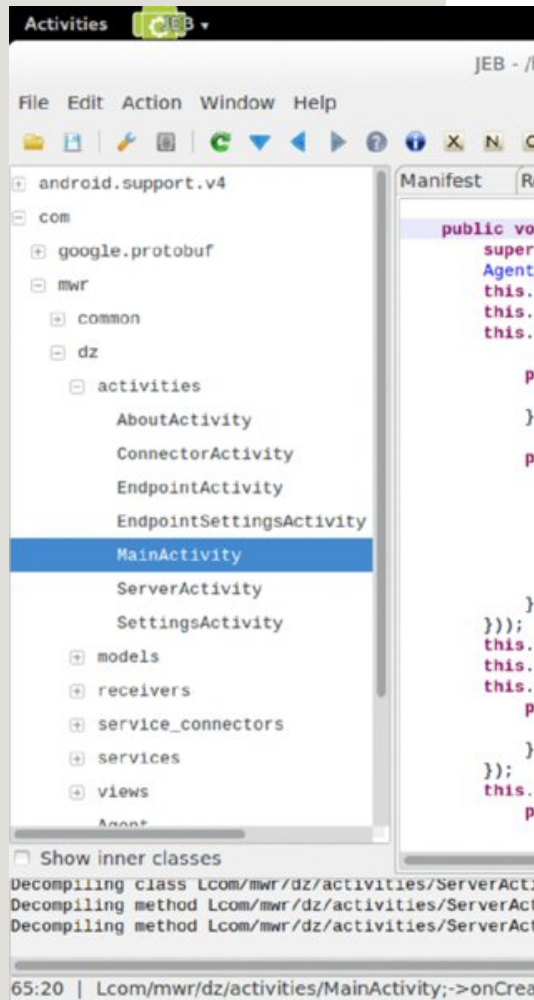 Activities JEB
JEB - /
File Edit Action Window Help
X N
android.support.v4
com
google.protobuf
mwr
common
dz
activities
AboutActivity
ConnectorActivity
EndpointActivity
EndpointSettingsActivity
MainActivity
ServerActivity
SettingsActivity
models
receivers
service_connectors
services
views
Agent
Show inner classes
Manifest R
public vo
super
Agent
this.
this.
this.
p
}
p
}
}));
this.
this.
this.
p
}
});
this.
p
Decompiling class Lcom/mwr/dz/activities/ServerActi
Decompiling method Lcom/mwr/dz/activities/ServerAct
Decompiling method Lcom/mwr/dz/activities/ServerAct
65:20 | Lcom/mwr/dz/activities/MainActivity;->onCrea